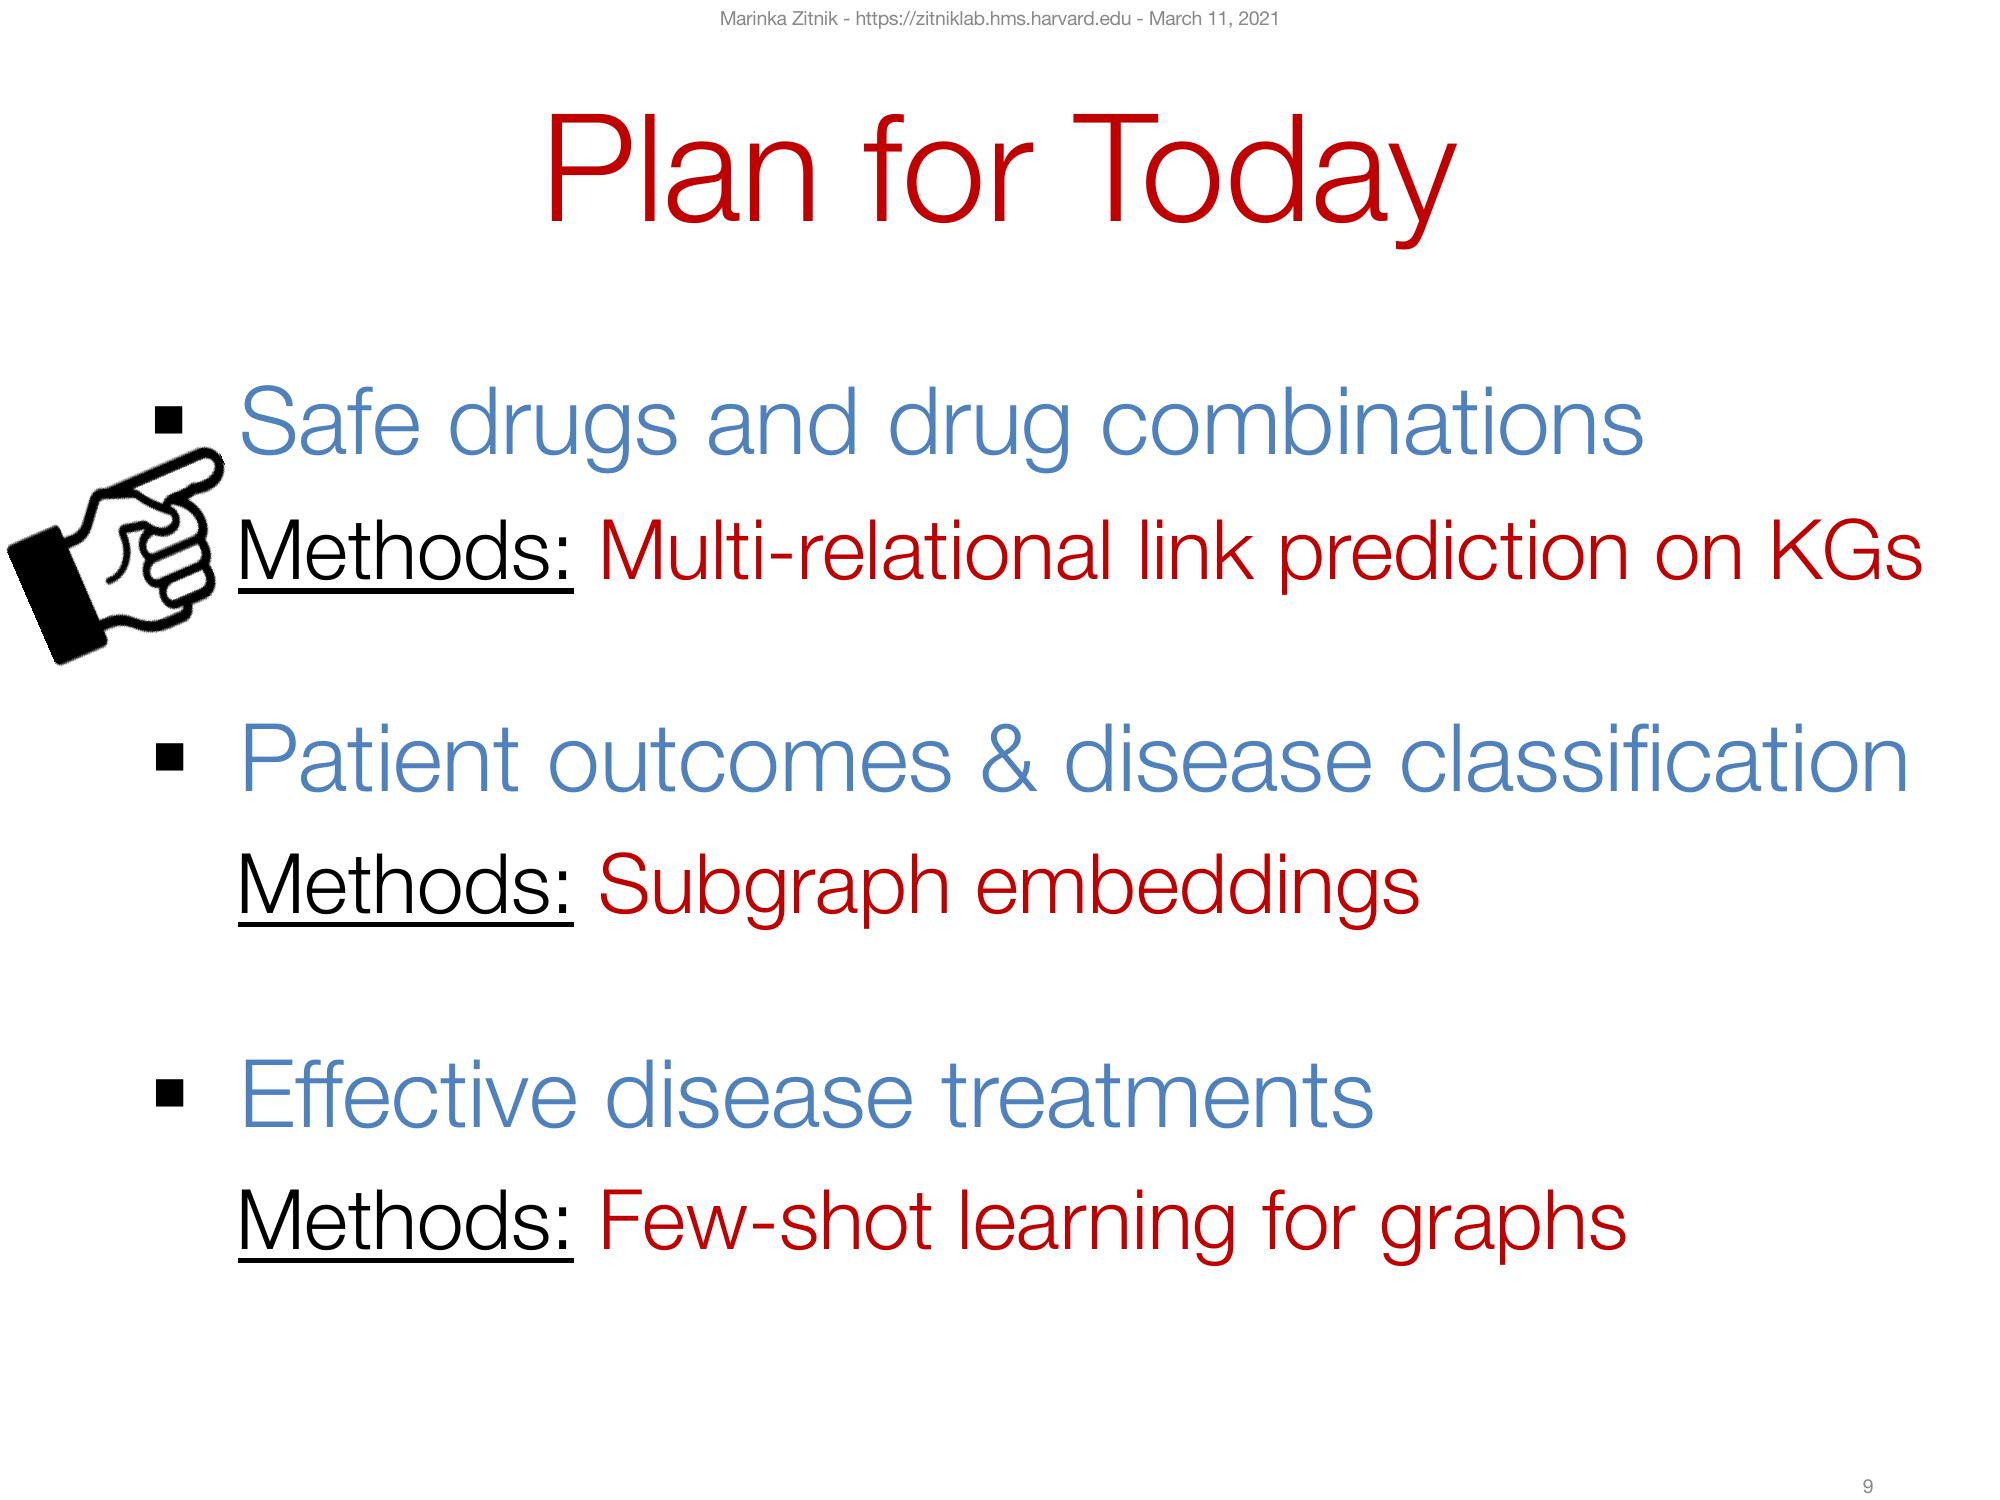 Marinka Zitnik - https://zitniklab.hms.harvard.edu - March 11, 2021
Plan for Today
▪ Safe drugs and drug combinations
Methods: Multi-relational link prediction on KGs
▪ Patient outcomes & disease classification
Methods: Subgraph embeddings
▪ Effective disease treatments
Methods: Few-shot learning for graphs
9